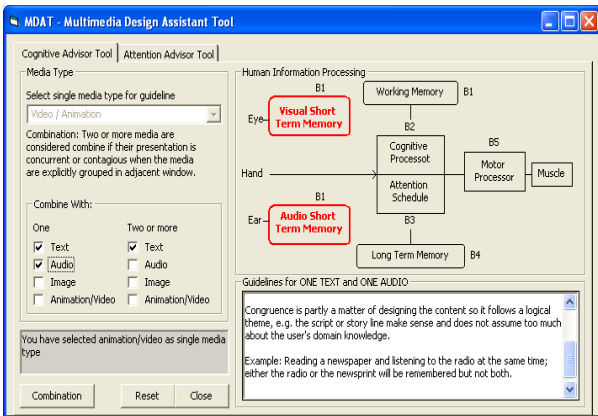 MDAT - Multimedia Design Assistant Tool
Cognitive Advisor Tool
Attention Advisor Tool
Media Type
Select single media type for guideline
Video / Animation
Combination: Two or more media are
considered combine if their presentation is
concurrent or contagious when the media
are explicitly grouped in adjacent window.
Combine With:
One
Two or more
Text
Text
Audio
Audio
Image
Image
Animation/Video
Animation/Video
You have selected animation/video as single media
type
Combination
Reset
Close
Human Information Processing
B1
Working Memory
B1
Eye
Visual Short
Term Memory
B2
Cognitive
Processot
B5
Motor
Processor
Muscle
Hand
Attention
Schedule
B1
Ear
Audio Short
Term Memory
B3
Long Term Memory
B4
Guidelines for ONE TEXT and ONE AUDIO
Congruence is partly a matter of designing the content so it follows a logical
theme, e.g. the script or story line make sense and does not assume too much
about the user's domain knowledge.
Example: Reading a newspaper and listening to the radio at the same time;
either the radio or the newsprint will be remembered but not both.